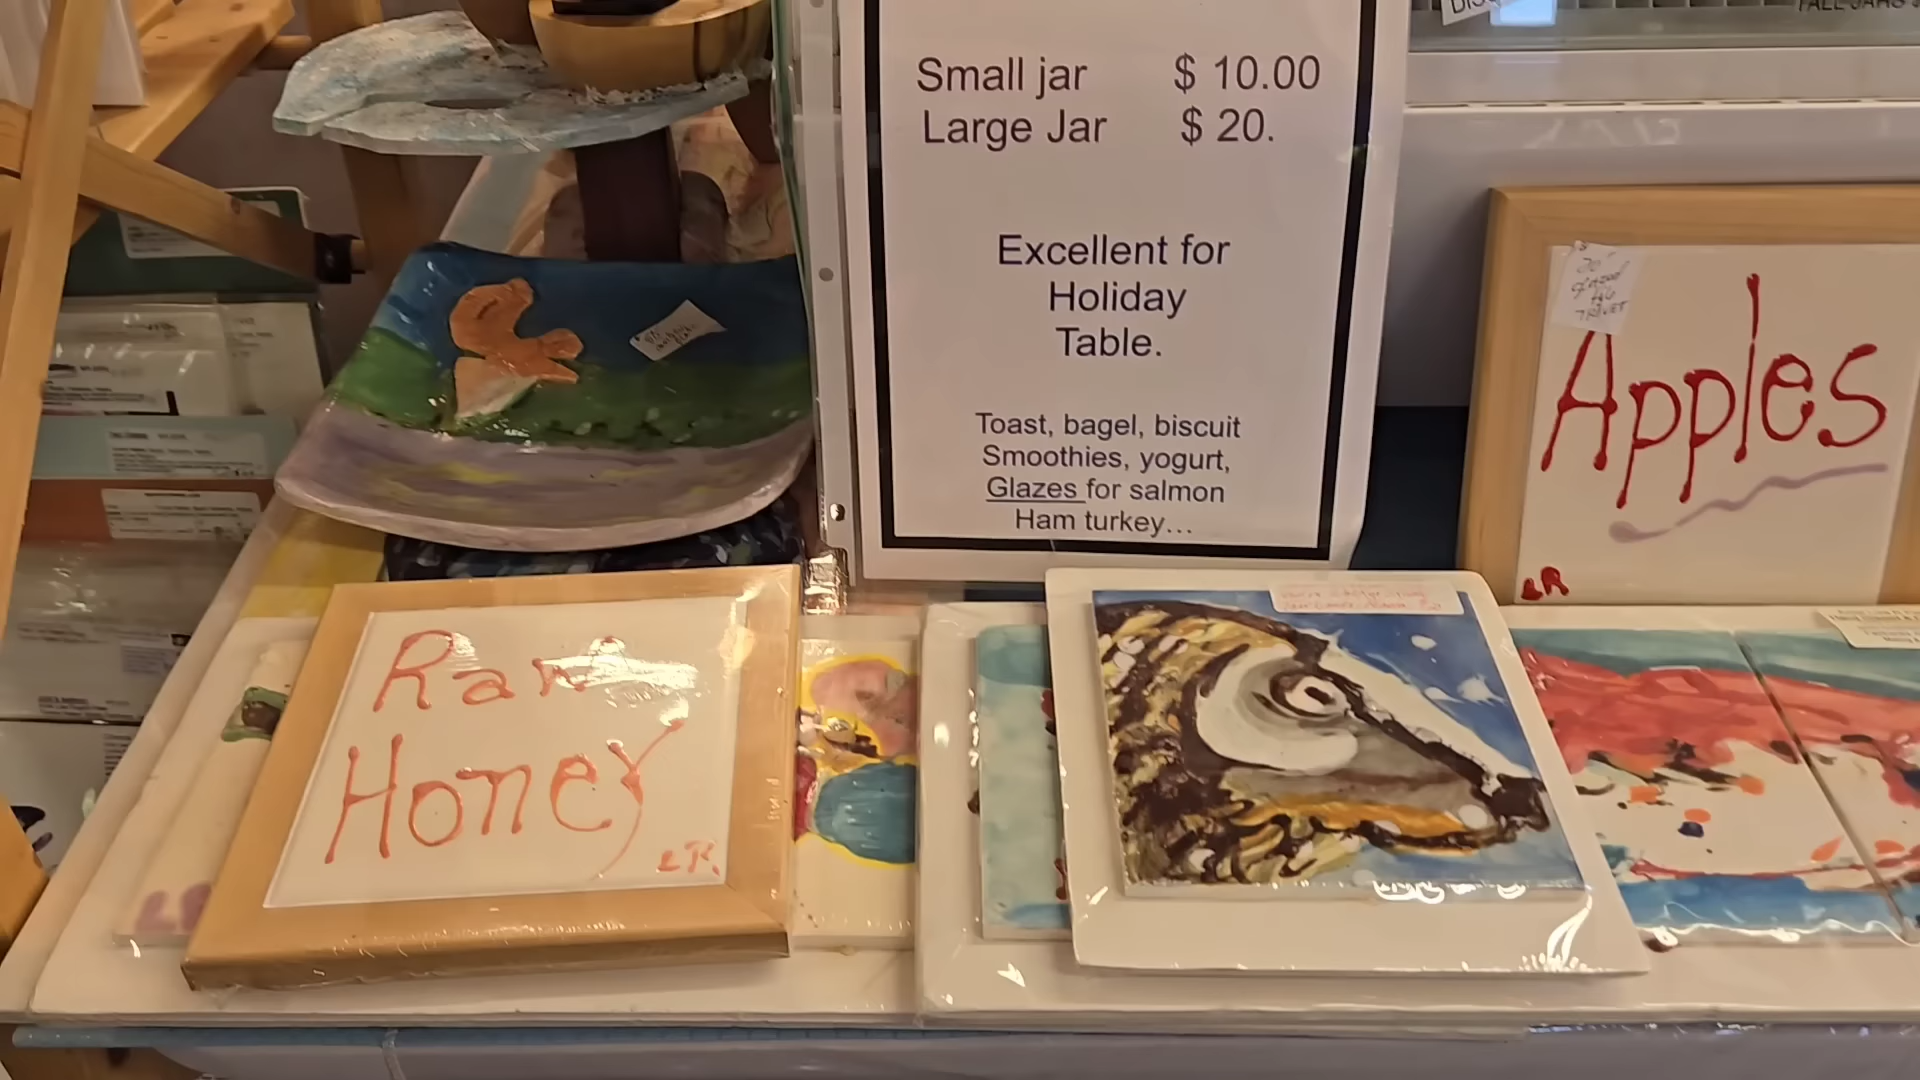 Small jar $ 10.00
Large Jar $ 20.
Excellent for
Holiday
Table.
Toast, bagel, biscuit
Smoothies, yogurt,
Glazes for salmon
Ham turkey...
Apples
LR
TRIVET
Raw
Honey
LR.